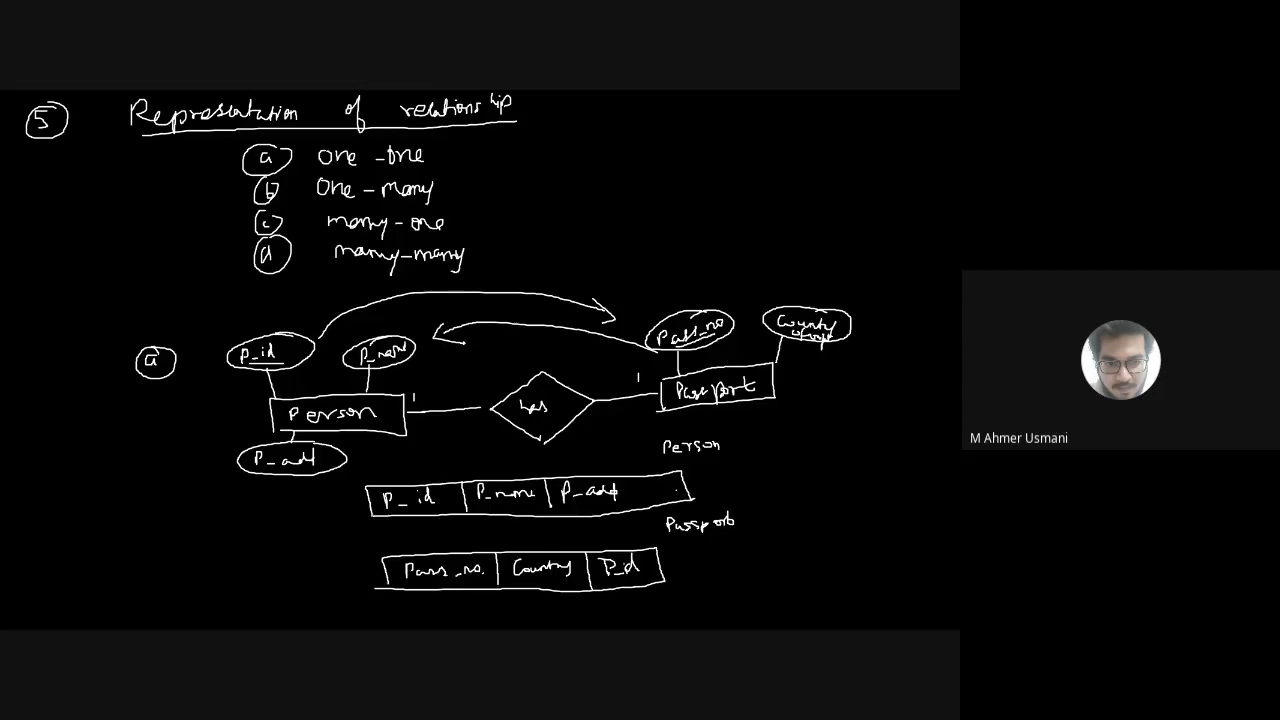 5 Representation of relationship
a one-one
b One-many
c many-one
d many-many
a P_id P_name Pass_no Country
Person 1 has 1 Passport
P_add
Person
P_id P_name P_add
Passport
Pass_no. Country P_id
M Ahmer Usmani